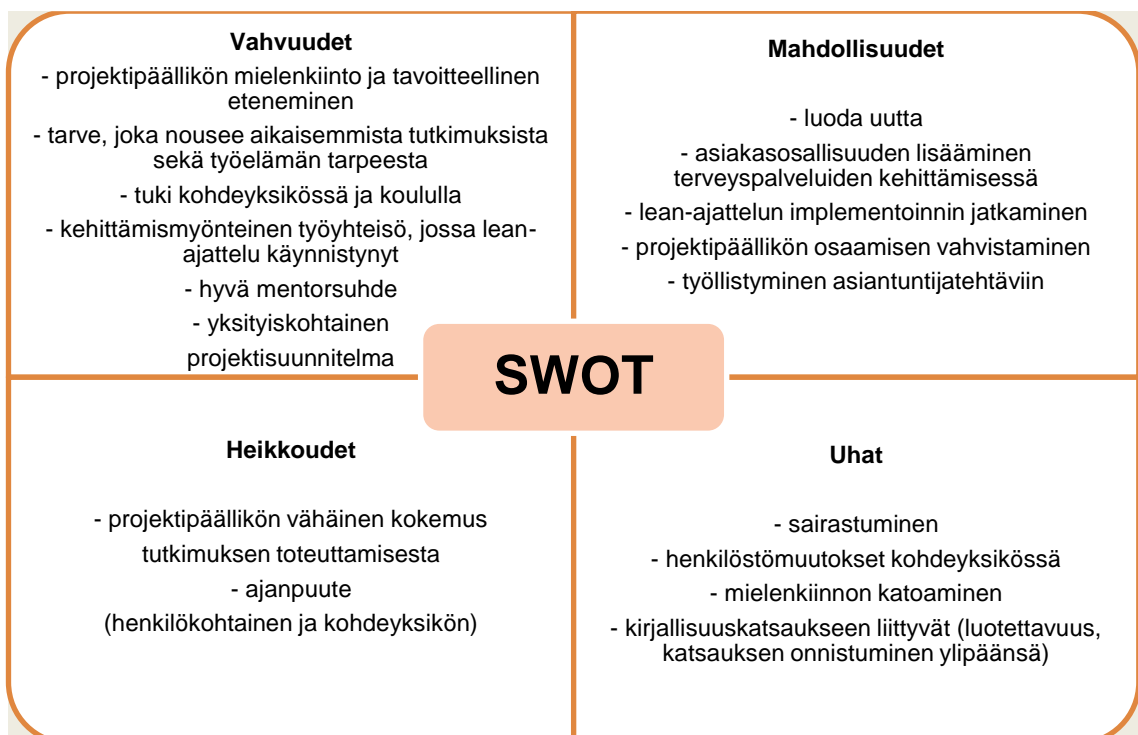 Vahvuudet
- projektipäällikön mielenkiinto ja tavoitteellinen
eteneminen
- tarve, joka nousee aikaisemmista tutkimuksista
sekä työelämän tarpeesta
- tuki kohdeyksikössä ja koululla
- kehittämismyönteinen työyhteisö, jossa lean-
ajattelu käynnistynyt
- hyvä mentorsuhde
- yksityiskohtainen
projektisuunnitelma
Mahdollisuudet
- luoda uutta
- asiakasosallisuuden lisääminen
terveyspalveluiden kehittämisessä
- lean-ajattelun implementoinnin jatkaminen
- projektipäällikön osaamisen vahvistaminen
- työllistyminen asiantuntijatehtäviin
SWOT
Heikkoudet
- projektipäällikön vähäinen kokemus
tutkimuksen toteuttamisesta
- ajanpuute
(henkilökohtainen ja kohdeyksikön)
Uhat
- sairastuminen
- henkilöstömuutokset kohdeyksikössä
- mielenkiinnon katoaminen
- kirjallisuuskatsaukseen liittyvät (luotettavuus,
katsauksen onnistuminen ylipäänsä)